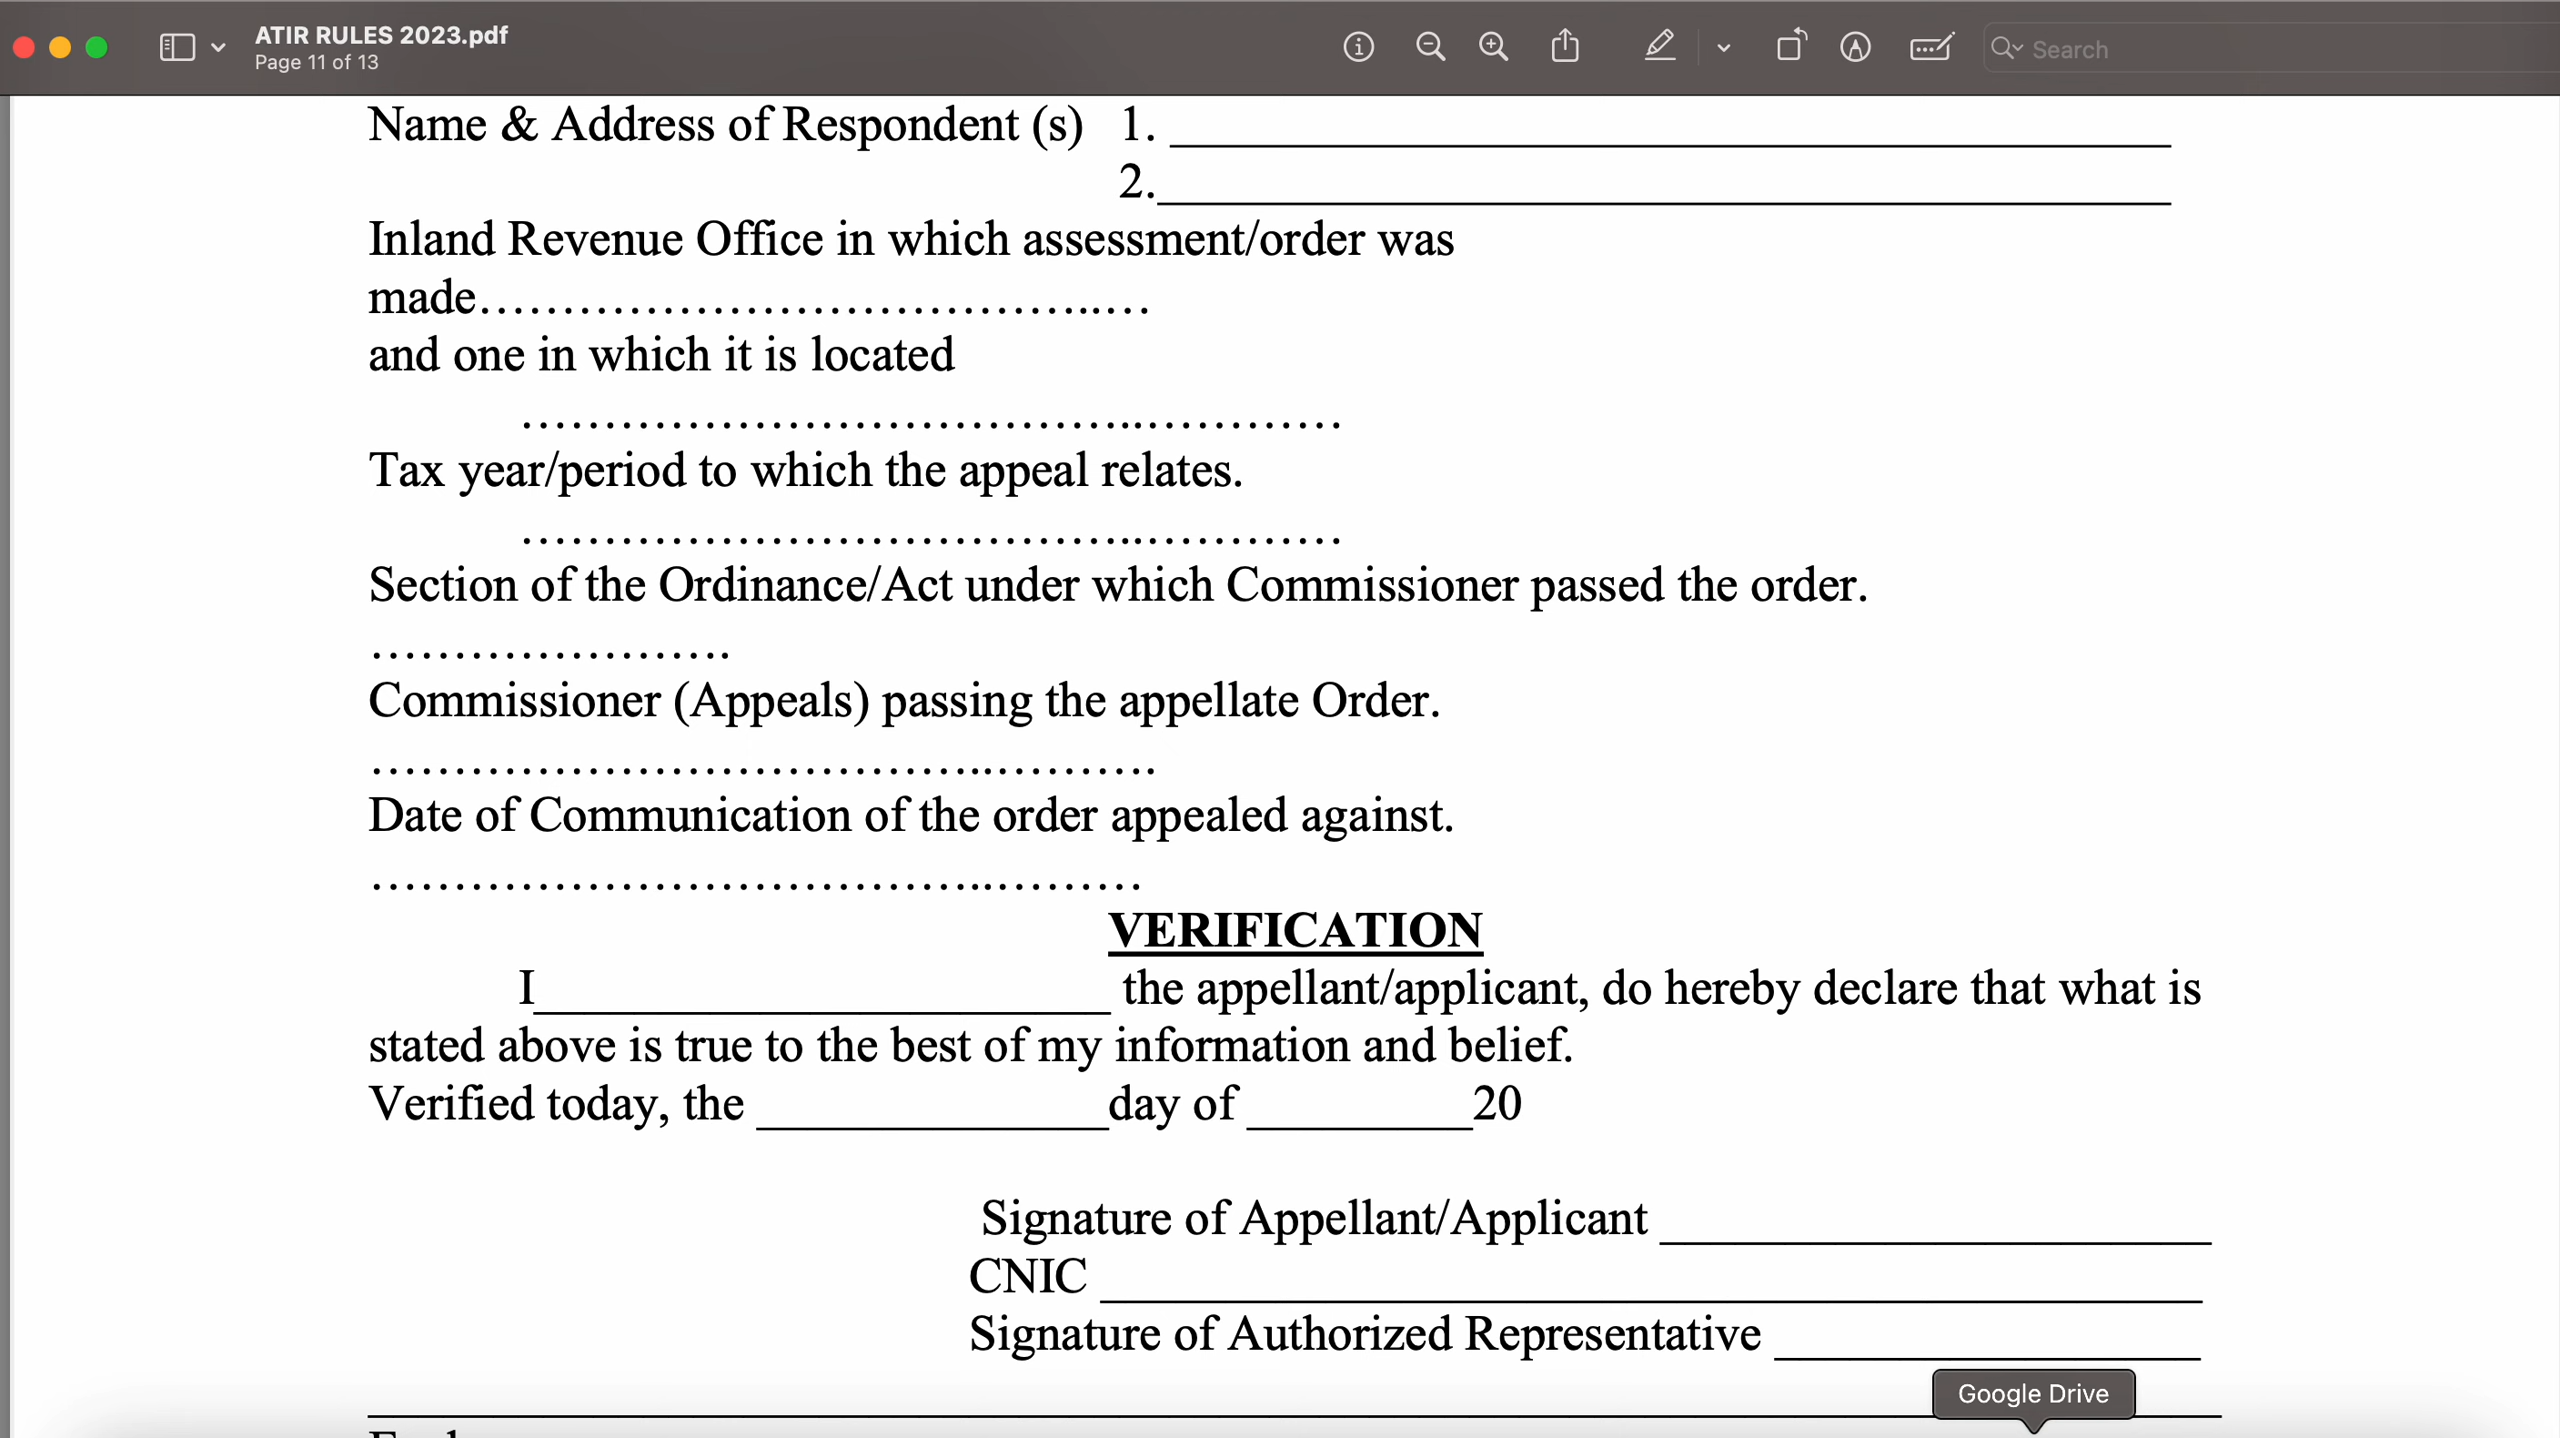 ATIR RULES 2023.pdf
Page 11 of 13
Search
Name & Address of Respondent (s) 1. ______________________________
2.______________________________
Inland Revenue Office in which assessment/order was
made…………………………………..…
and one in which it is located
…………………………………..…………
Tax year/period to which the appeal relates.
…………………………………..…………
Section of the Ordinance/Act under which Commissioner passed the order.
………………….
Commissioner (Appeals) passing the appellate Order.
…………………………………..……….
Date of Communication of the order appealed against.
…………………………………..………
VERIFICATION
I_______________________ the appellant/applicant, do hereby declare that what is
stated above is true to the best of my information and belief.
Verified today, the ______________day of _________20
Signature of Appellant/Applicant ______________________
CNIC ____________________________________________
Signature of Authorized Representative _________________
Google Drive